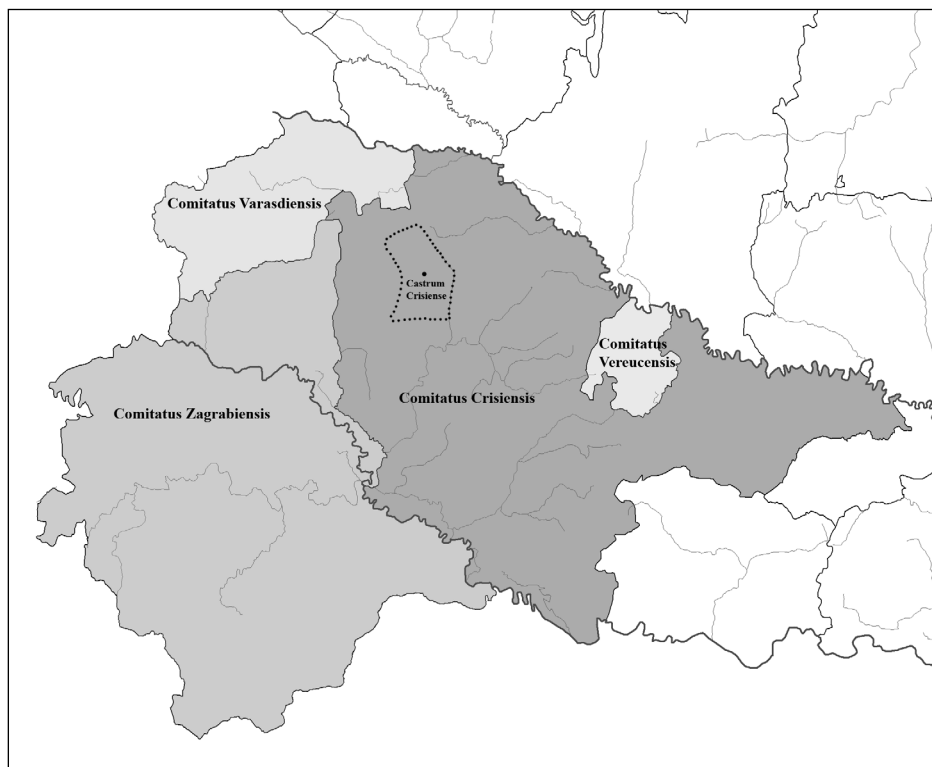 Comitatus Varasdiensis
Castrum
Crisiense
Comitatus
Vereucensis
Comitatus Crisiensis
Comitatus Zagrabiensis